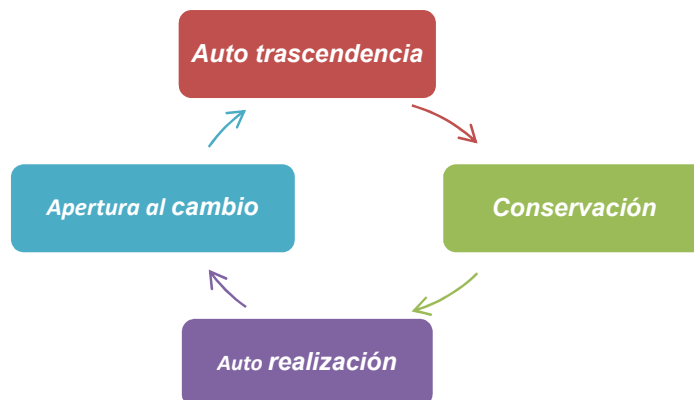 Auto trascendencia
Apertura al cambio
Conservación
Auto realización